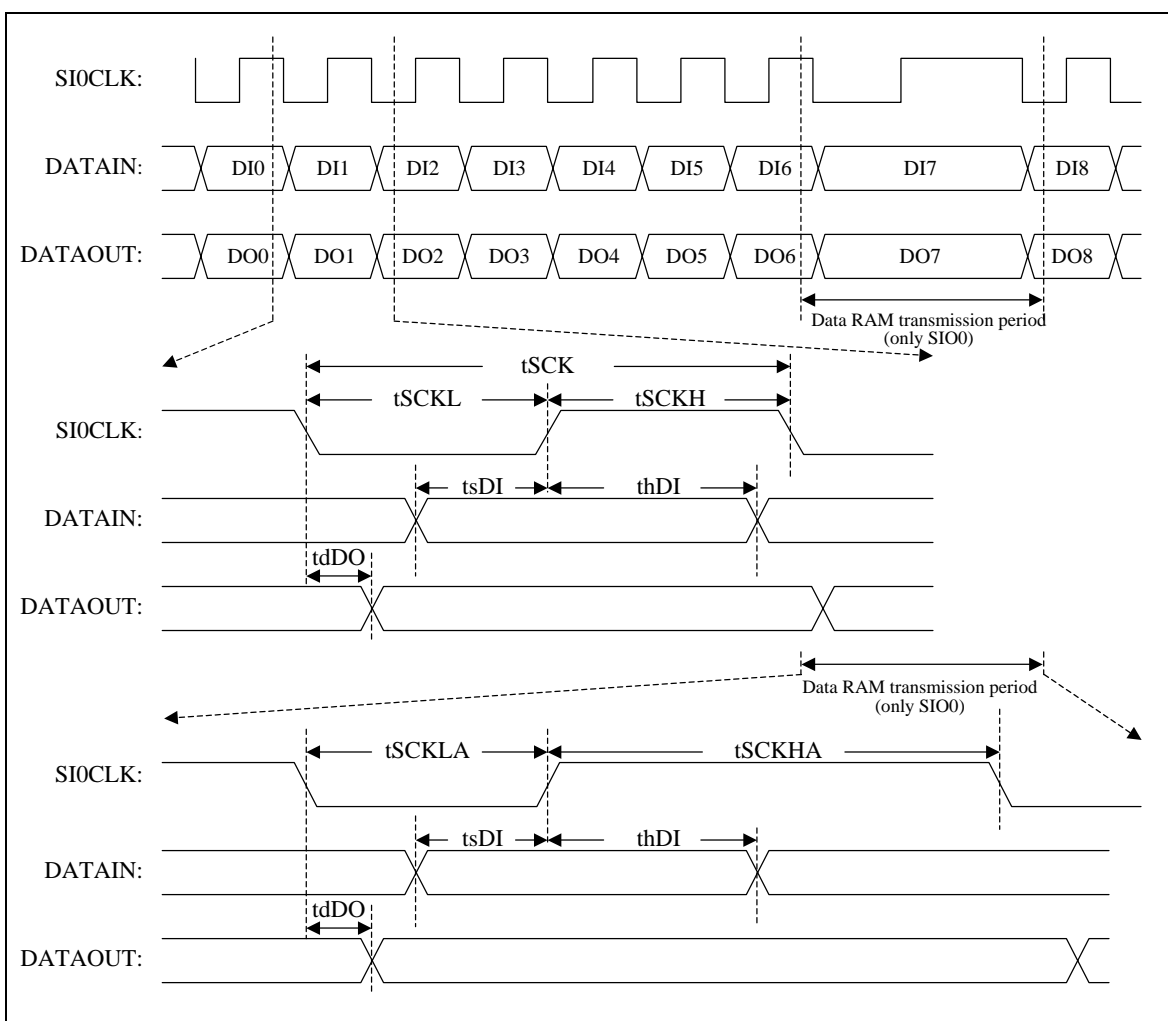 SI0CLK:
DATAIN: DI0 DI1 DI2 DI3 DI4 DI5 DI6 DI7 DI8
DATAOUT: DO0 DO1 DO2 DO3 DO4 DO5 DO6 DO7 DO8
Data RAM transmission period
(only SIO0)
tSCK
tSCKL tSCKH
SI0CLK:
tsDI thDI
DATAIN:
tdDO
DATAOUT:
Data RAM transmission period
(only SIO0)
tSCKLA tSCKHA
SI0CLK:
tsDI thDI
DATAIN:
tdDO
DATAOUT: